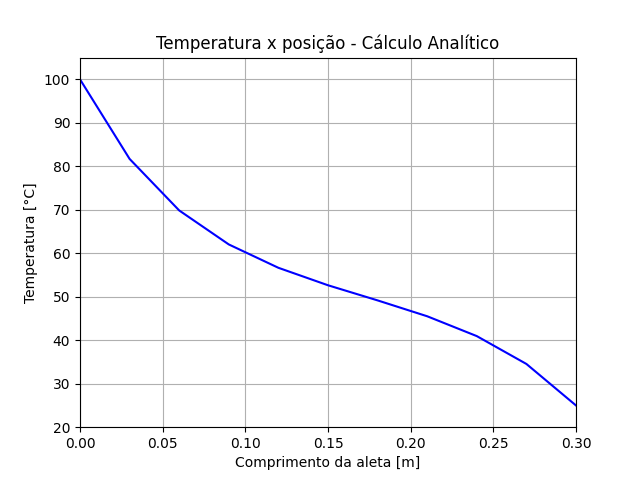 Temperatura x posição - Cálculo Analítico
Temperatura [°C]
100
90
80
70
60
50
40
30
20
0.00 0.05 0.10 0.15 0.20 0.25 0.30
Comprimento da aleta [m]